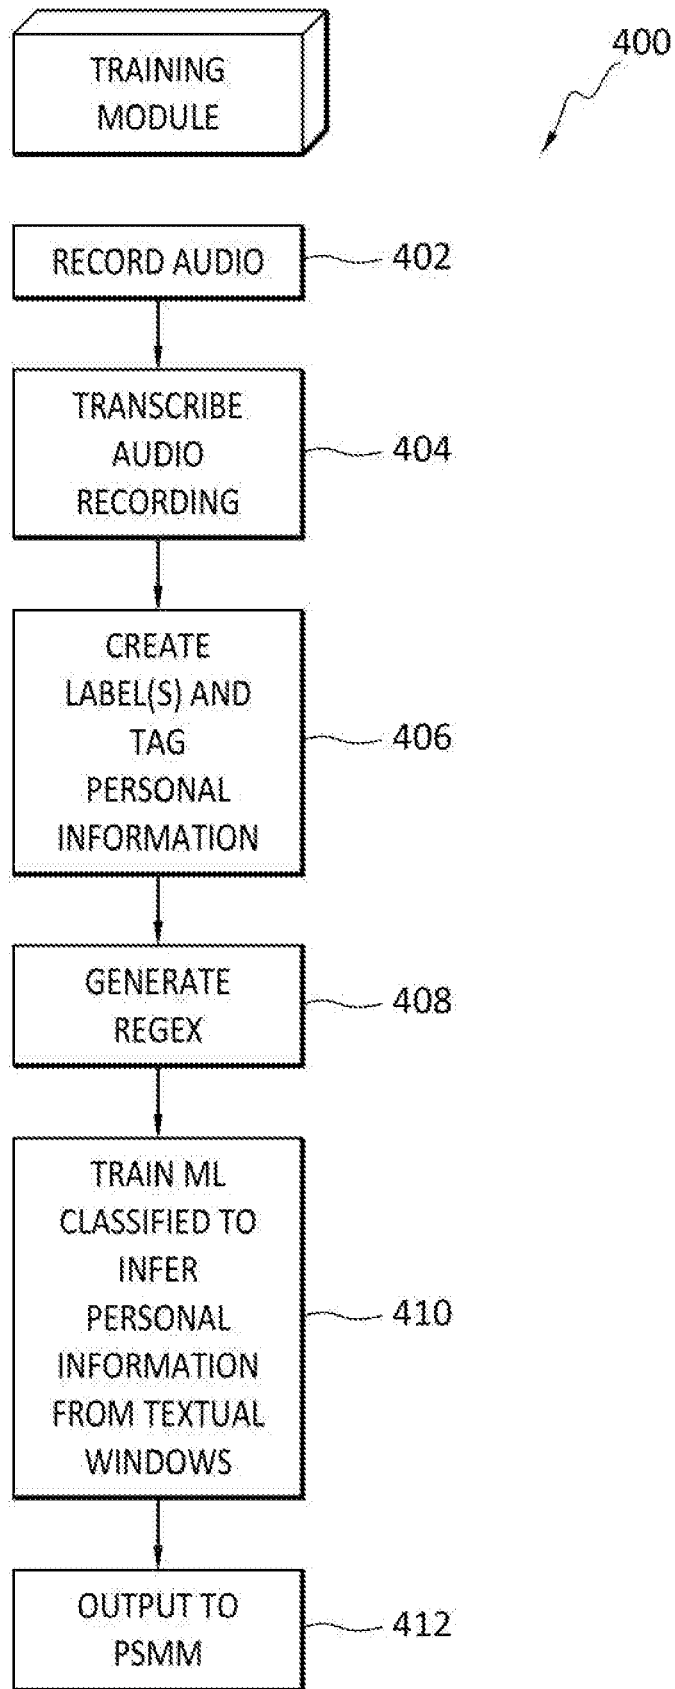 TRAINING
MODULE
400
RECORD AUDIO
402
TRANSCRIBE
AUDIO
RECORDING
404
CREATE
LABEL(S) AND
TAG
PERSONAL
INFORMATION
406
GENERATE
REGEX
408
TRAIN ML
CLASSIFIED TO
INFER
PERSONAL
INFORMATION
FROM TEXTUAL
WINDOWS
410
OUTPUT TO
PSMM
412